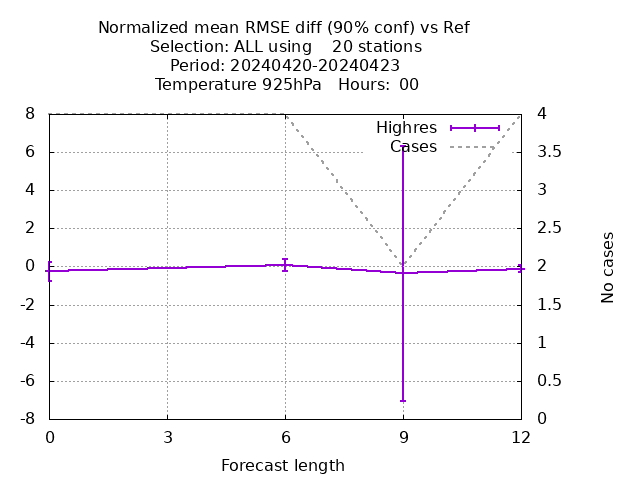 Normalized mean RMSE diff (90% conf) vs Ref
Selection: ALL using    20 stations
Period: 20240420-20240423
Temperature 925hPa   Hours:  00
Highres
Cases
8
6
4
2
0
-2
-4
-6
-8
4
3.5
3
2.5
2
1.5
1
0.5
0
No cases
0 3 6 9 12
Forecast length